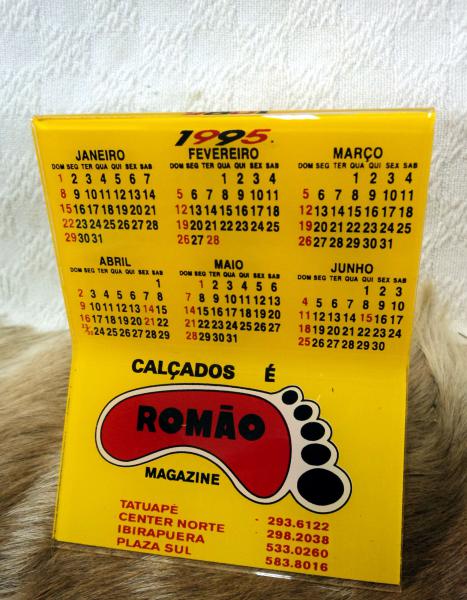 1995
JANEIRO FEVEREIRO MARÇO
DOM SEG TER QUA QUI SEX SAB DOM SEG TER QUA QUI SEX SAB DOM SEG TER QUA QUI SEX SAB
1 2 3 4 5 6 7 1 2 3 4 1 2 3 4
8 9 10 11 12 13 14 5 6 7 8 9 10 11 5 6 7 8 9 10 11
15 16 17 18 19 20 21 12 13 14 15 16 17 18 12 13 14 15 16 17 18
22 23 24 25 26 27 28 19 20 21 22 23 24 25 19 20 21 22 23 24 25
29 30 31 26 27 28 26 27 28 29 30 31
ABRIL MAIO JUNHO
DOM SEG TER QUA QUI SEX SAB DOM SEG TER QUA QUI SEX SAB DOM SEG TER QUA QUI SEX SAB
1 1 2 3 4 5 6 1 2 3
2 3 4 5 6 7 8 7 8 9 10 11 12 13 4 5 6 7 8 9 10
9 10 11 12 13 14 15 14 15 16 17 18 19 20 11 12 13 14 15 16 17
16 17 18 19 20 21 22 21 22 23 24 25 26 27 18 19 20 21 22 23 24
23/30 24 25 26 27 28 29 28 29 30 31 25 26 27 28 29 30
CALÇADOS É
ROMÃO
MAGAZINE
TATUAPÉ - 293.6122
CENTER NORTE 298.2038
IBIRAPUERA 533.0260
PLAZA SUL 583.8016